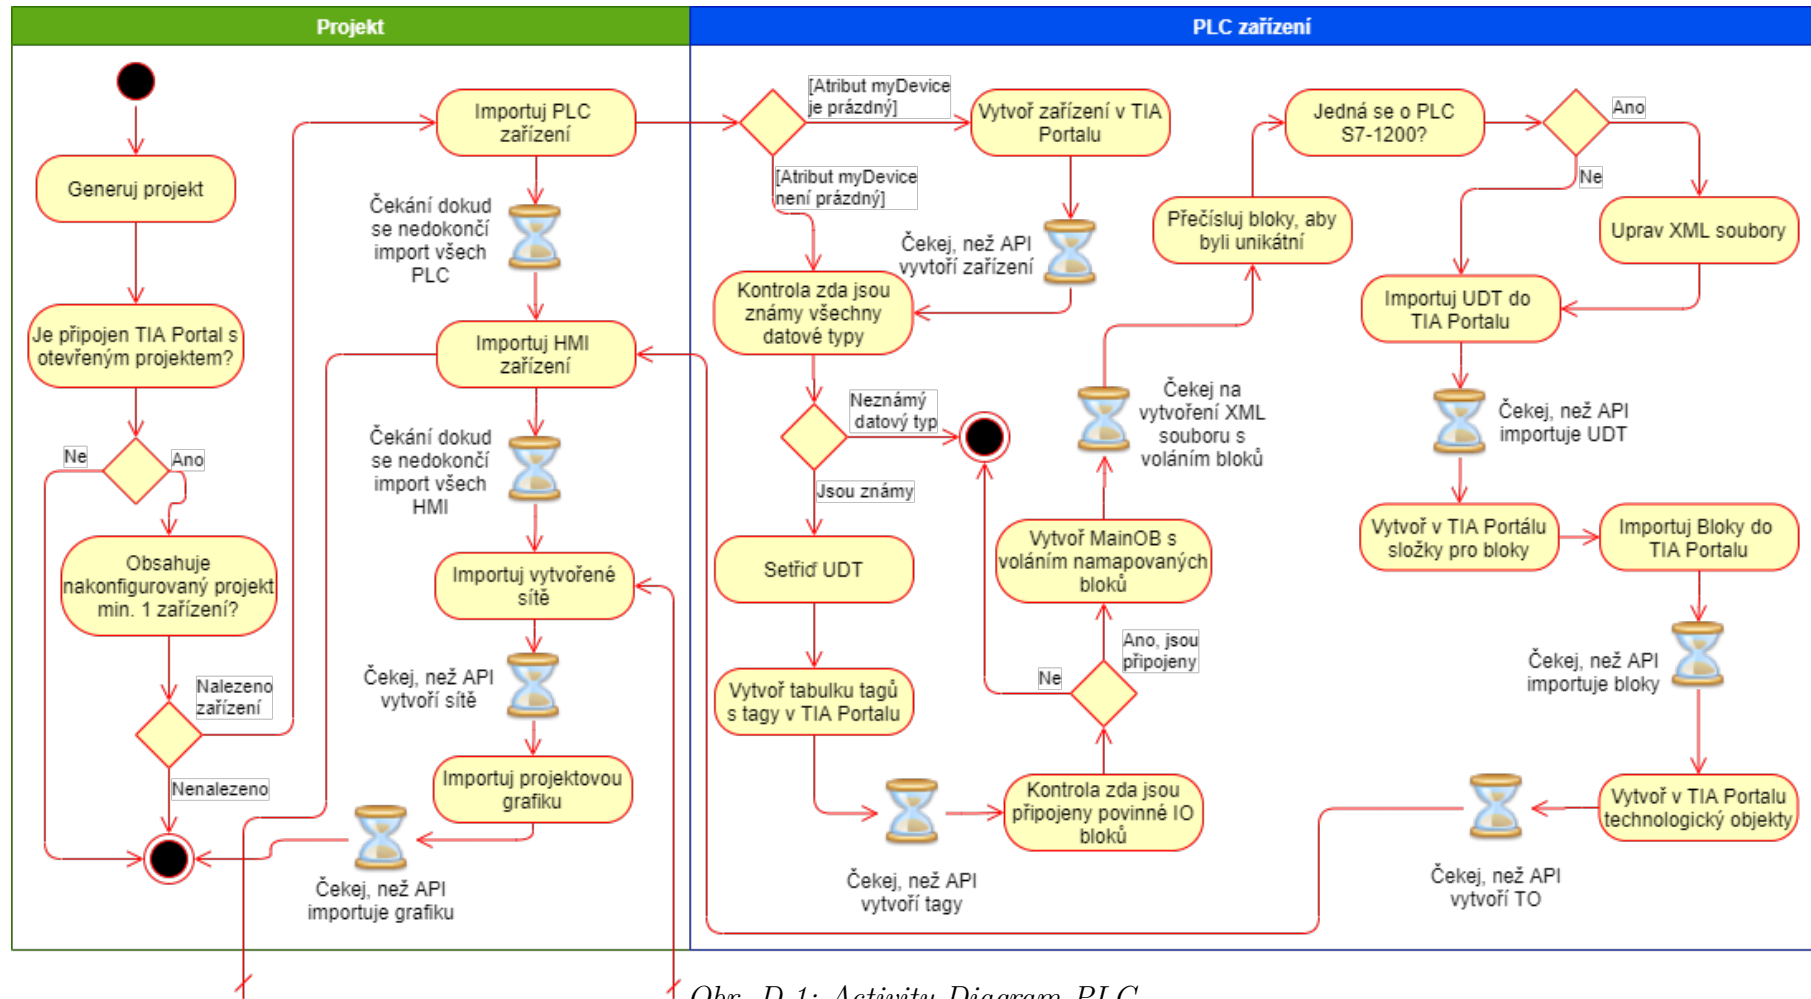 Projekt
PLC zařízení
Generuj projekt
Je připojen TIA Portal s
otevřeným projektem?
Ne
Ano
Obsahuje
nakonfigurovaný projekt
min. 1 zařízení?
Nalezeno
zařízení
Nenalezeno
Importuj PLC
zařízení
Čekání dokud
se nedokončí
import všech
PLC
Importuj HMI
zařízení
Čekání dokud
se nedokončí
import všech
HMI
Importuj vytvořené
sítě
Čekej, než API
vytvoří sítě
Importuj projektovou
grafiku
Čekej, než API
importuje grafiku
[Atribut myDevice
je prázdný]
[Atribut myDevice
není prázdný]
Vytvoř zařízení v TIA
Portalu
Čekej, než API
vyvtoří zařízení
Kontrola zda jsou
známy všechny
datové typy
Neznámý
datový typ
Jsou známy
Setřiď UDT
Vytvoř tabulku tagů
s tagy v TIA Portalu
Čekej, než API
vytvoří tagy
Kontrola zda jsou
připojeny povinné IO
bloků
Ne
Ano, jsou
připojeny
Vytvoř MainOB s
voláním namapovaných
bloků
Čekej na
vytvoření XML
souboru s
voláním bloků
Přečísluj bloky, aby
byli unikátní
Jedná se o PLC
S7-1200?
Ano
Ne
Uprav XML soubory
Importuj UDT do
TIA Portalu
Čekej, než API
importuje UDT
Vytvoř v TIA Portálu
složky pro bloky
Importuj Bloky do
TIA Portalu
Čekej, než API
importuje bloky
Vytvoř v TIA Portalu
technologický objekty
Čekej, než API
vytvoří TO
Obr. D.1: Activity Diagram PLC